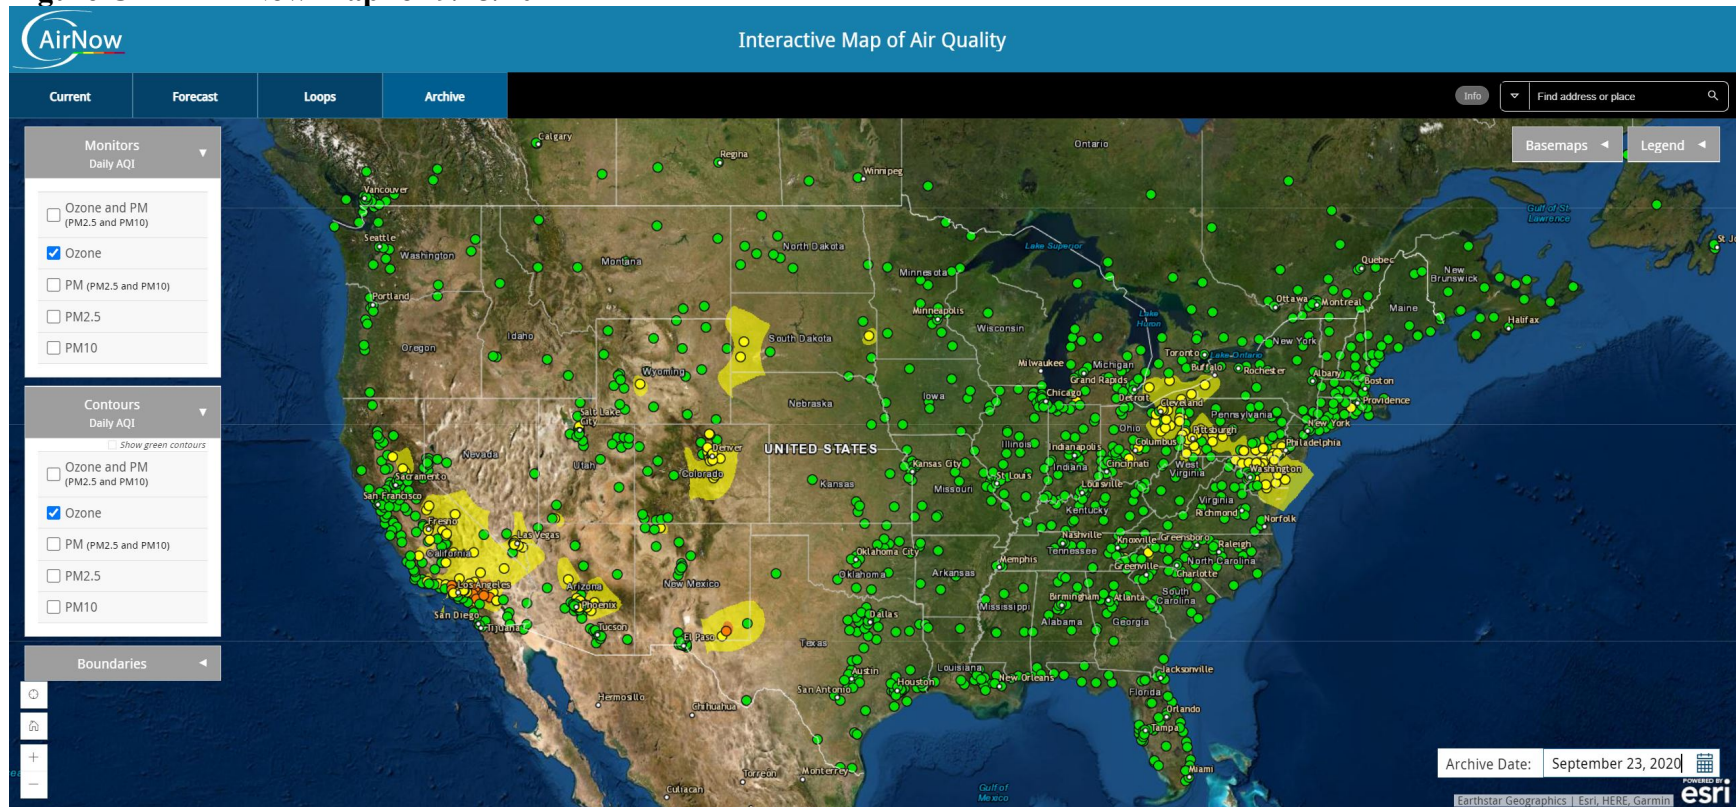 AirNow
Interactive Map of Air Quality
Current
Forecast
Loops
Archive
Info
Find address or place
Monitors
Daily AQI
Ozone and PM
(PM2.5 and PM10)
Ozone
PM (PM2.5 and PM10)
PM2.5
PM10
Contours
Daily AQI
Show green contours
Ozone and PM
(PM2.5 and PM10)
Ozone
PM (PM2.5 and PM10)
PM2.5
PM10
Boundaries
Basemaps
Legend
Calgary
Regina
Winnipeg
Ontario
Vancouver
Gulf of St.
Lawrence
Seattle
Washington
Montana
North Dakota
Minnesota
Lake Superior
Quebec
New
Brunswick
Portland
Minneapolis
Ottawa
Montreal
Maine
Halifax
Oregon
Idaho
South Dakota
Wisconsin
Lake
Huron
New York
Toronto
Lake Ontario
Wyoming
Milwaukee
Michigan
Buffalo
Rochester
Albany
Boston
Grand Rapids
Nebraska
Iowa
Chicago
Detroit
Cleveland
Providence
Salt Lake
City
Pennsylvania
New York
Nevada
Utah
Denver
Colorado
UNITED STATES
Illinois
Indianapolis
Ohio
Columbus
Pittsburgh
Philadelphia
Sacramento
San Francisco
Kansas
Kansas City
Missouri
St Louis
Indiana
Cincinnati
West
Virginia
Washington
Louisville
Kentucky
Virginia
Richmond
Norfolk
Fresno
California
Las Vegas
Oklahoma City
Oklahoma
Arkansas
Nashville
Tennessee
Memphis
Knoxville
Greensboro
Raleigh
North Carolina
Greenville
Charlotte
Los Angeles
Arizona
Phoenix
New Mexico
South
Carolina
Birmingham
Atlanta
San Diego
Tijuana
Tucson
El Paso
Dallas
Texas
Mississippi
Alabama
Georgia
Austin
San Antonio
Houston
Louisiana
New Orleans
Jacksonville
Florida
Orlando
Tampa
Miami
Hermosillo
Chihuahua
Torreon
Monterrey
Culiacan
Gulf of
Mexico
Archive Date: September 23, 2020
POWERED BY
esri
Earthstar Geographics | Esri, HERE, Garmin